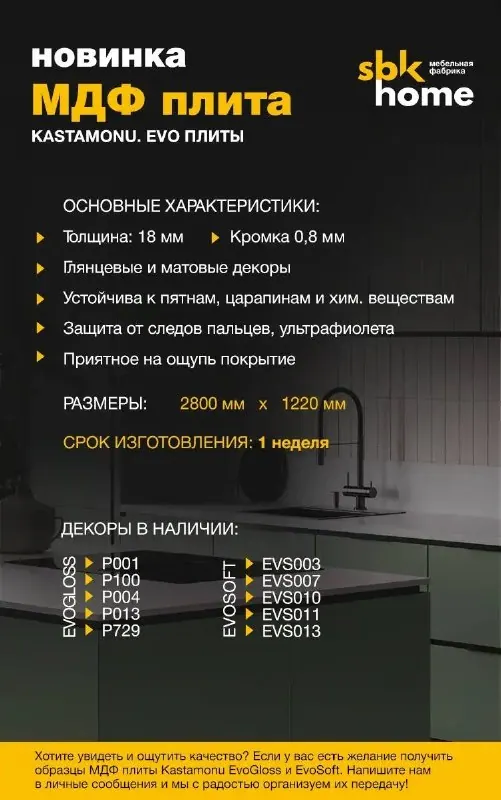 новинка
МДФ плита
KASTAMONU. EVO ПЛИТЫ
sbk мебельная фабрика
home
ОСНОВНЫЕ ХАРАКТЕРИСТИКИ:
Толщина: 18 мм Кромка 0,8 мм
Глянцевые и матовые декоры
Устойчива к пятнам, царапинам и хим. веществам
Защита от следов пальцев, ультрафиолета
Приятное на ощупь покрытие
РАЗМЕРЫ: 2800 мм х 1220 мм
СРОК ИЗГОТОВЛЕНИЯ: 1 неделя
ДЕКОРЫ В НАЛИЧИИ:
EVOGLOSS
P001
P100
P004
P013
P729
EVOSOFT
EVS003
EVS007
EVS010
EVS011
EVS013
Хотите увидеть и ощутить качество? Если у вас есть желание получить
образцы МДФ плиты Kastamonu EvoGloss и EvoSoft. Напишите нам
в личные сообщения и мы с радостью организуем их передачу!